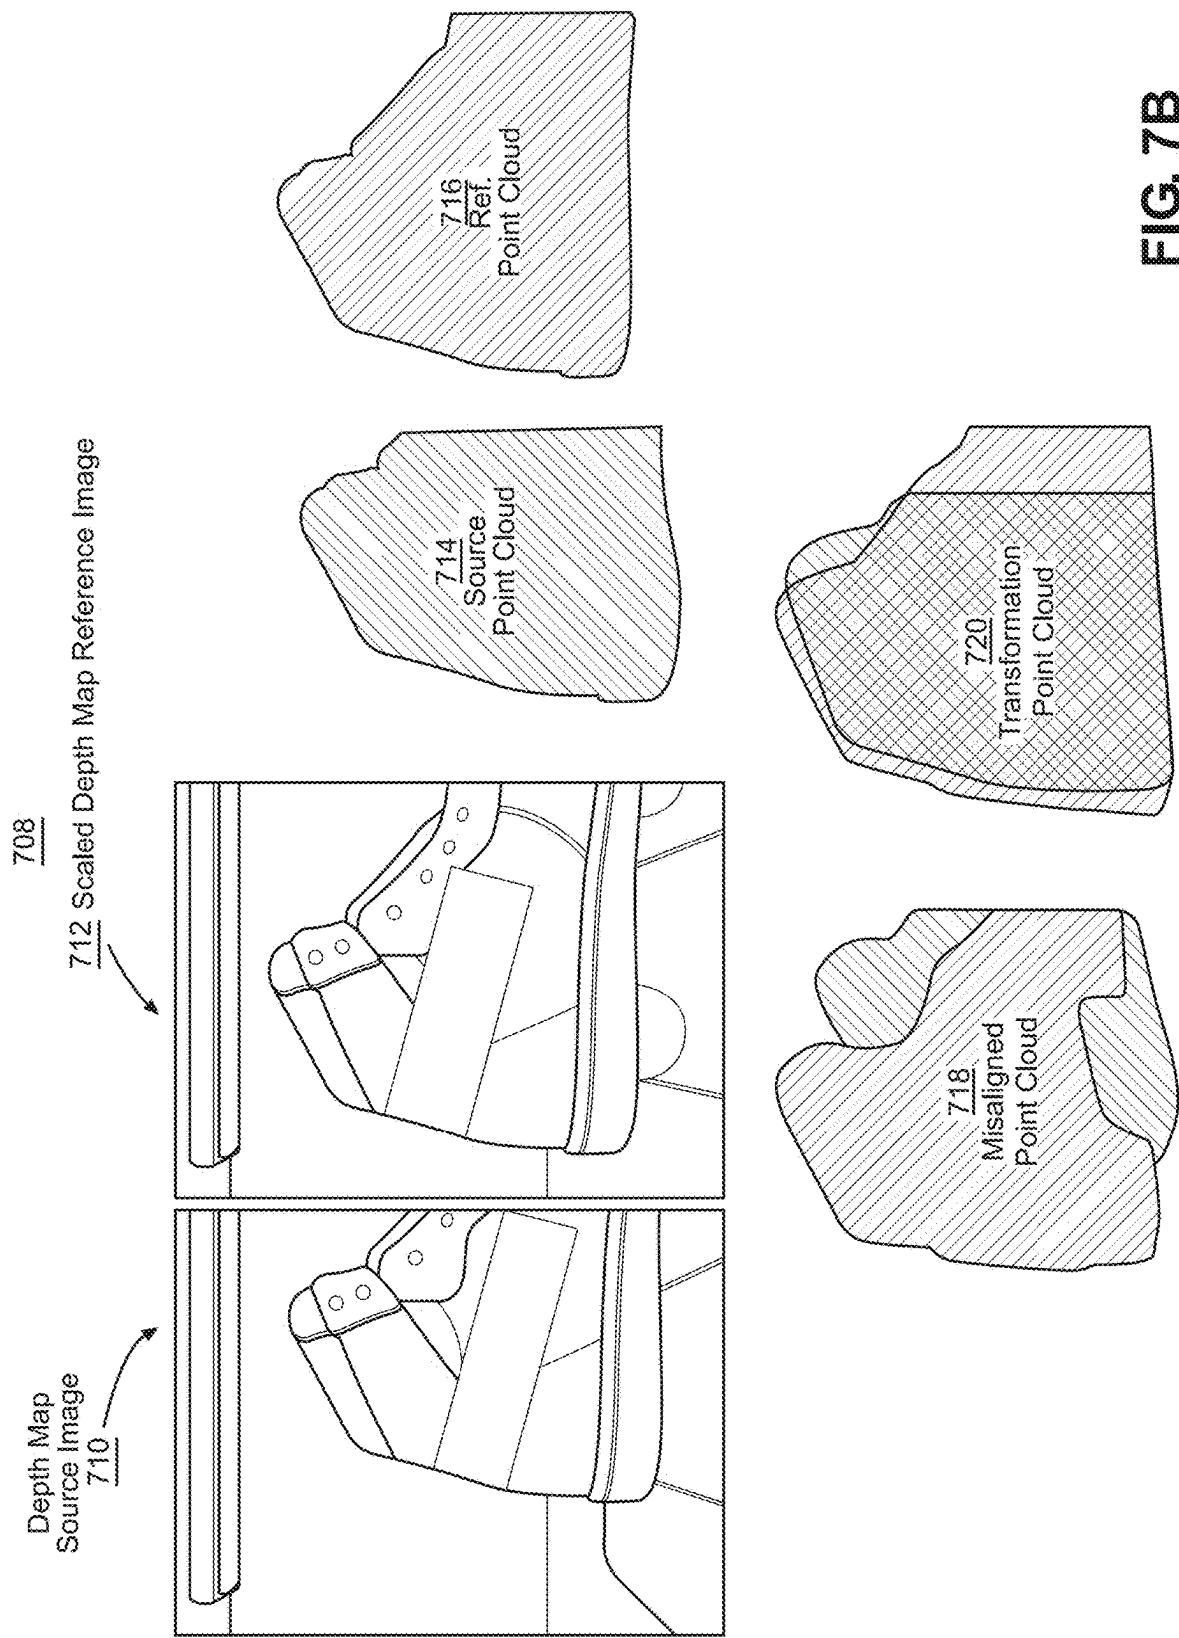 708
Depth Map
Source Image
710
712 Scaled Depth Map Reference Image
714
Source
Point Cloud
716
Ref.
Point Cloud
718
Misaligned
Point Cloud
720
Transformation
Point Cloud
FIG. 7B